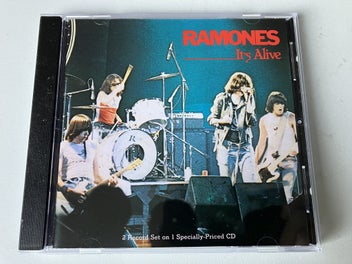 RAMONES
It's Alive
2 Record Set on 1 Specially-Priced CD